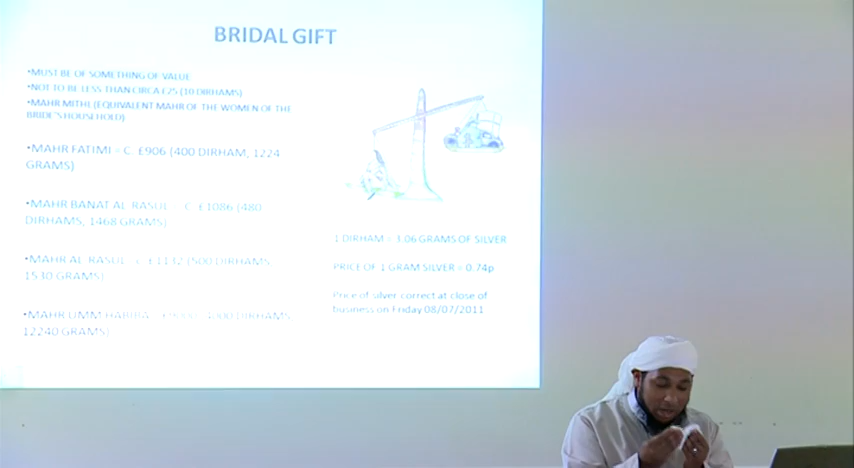 BRIDAL GIFT
•MUST BE OF SOMETHING OF VALUE
•NOT TO BE LESS THAN CIRCA £25 (10 DIRHAMS)
•MAHR MITHL (EQUIVALENT MAHR OF THE WOMEN OF THE
BRIDE'S HOUSEHOLD)
•MAHR FATIMI – C. £906 (400 DIRHAM, 1224
GRAMS)
•MAHR BANAT AL RASUL – C. £1086 (480
DIRHAMS, 1468 GRAMS)
•MAHR AL RASUL – C. £1132 (500 DIRHAMS
1530 GRAMS)
•MAHR UMM HABIBA – DIRHAMS
12240 GRAMS)
1 DIRHAM = 3.06 GRAMS OF SILVER
PRICE OF 1 GRAM SILVER = 0.74p
Price of silver correct at close of
business on Friday 08/07/2011